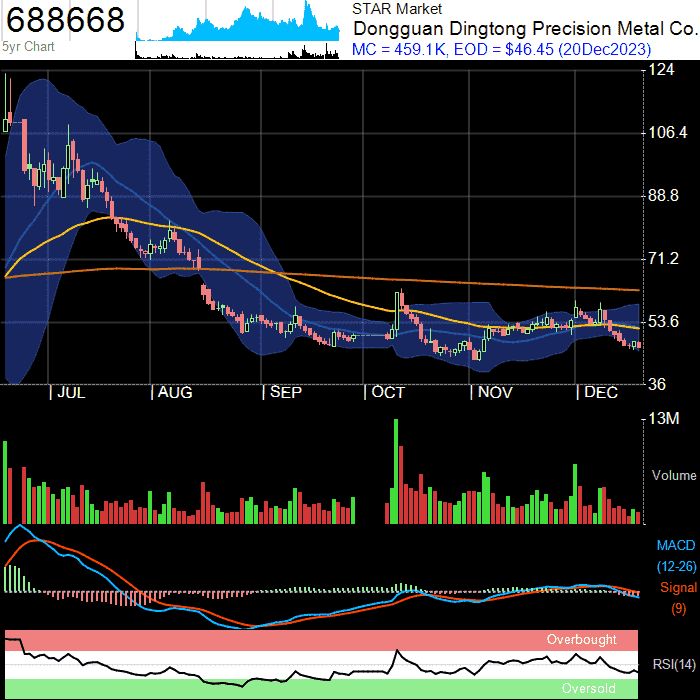 688668
5yr Chart
STAR Market
Dongguan Dingtong Precision Metal Co.
MC = 459.1K, EOD = $46.45 (20Dec2023)
124
106.4
88.8
71.2
53.6
36
JUL AUG SEP OCT NOV DEC
13M
Volume
MACD
(12-26)
Signal
(9)
Overbought
RSI(14)
Oversold